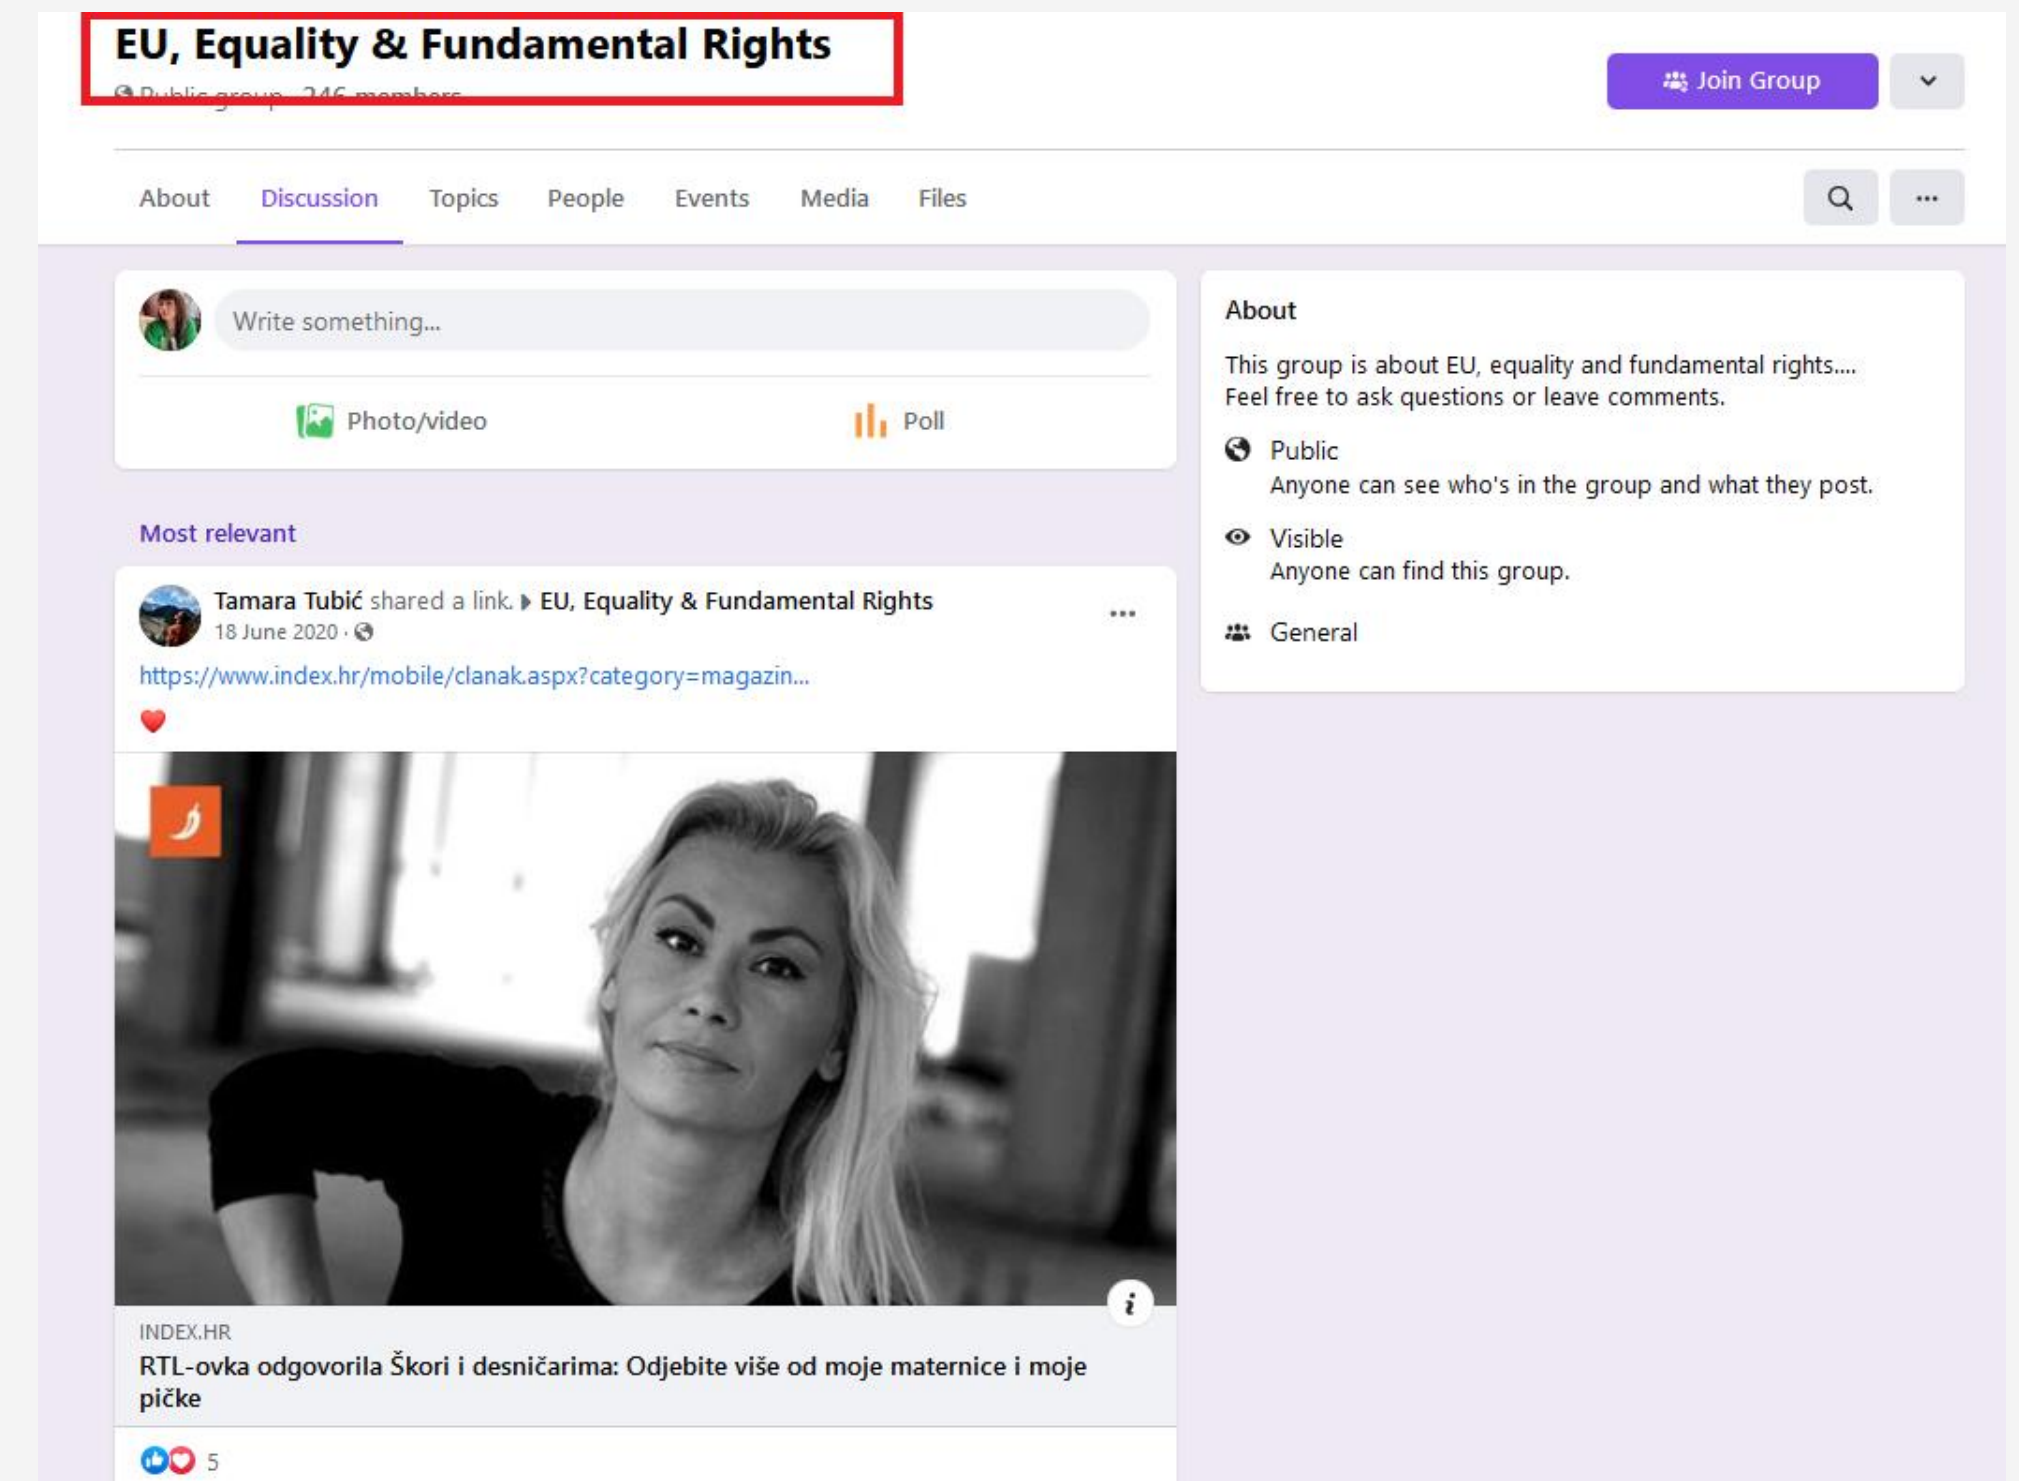 EU, Equality & Fundamental Rights
Public group · 246 members
Join Group
About Discussion Topics People Events Media Files
Write something...
Photo/video Poll
Most relevant
Tamara Tubić shared a link. EU, Equality & Fundamental Rights
18 June 2020 ·
https://www.index.hr/mobile/clanak.aspx?category=magazin...
INDEX.HR
RTL-ovka odgovorila Škori i desničarima: Odjebite više od moje maternice i moje
pičke
5
About
This group is about EU, equality and fundamental rights....
Feel free to ask questions or leave comments.
Public
Anyone can see who's in the group and what they post.
Visible
Anyone can find this group.
General